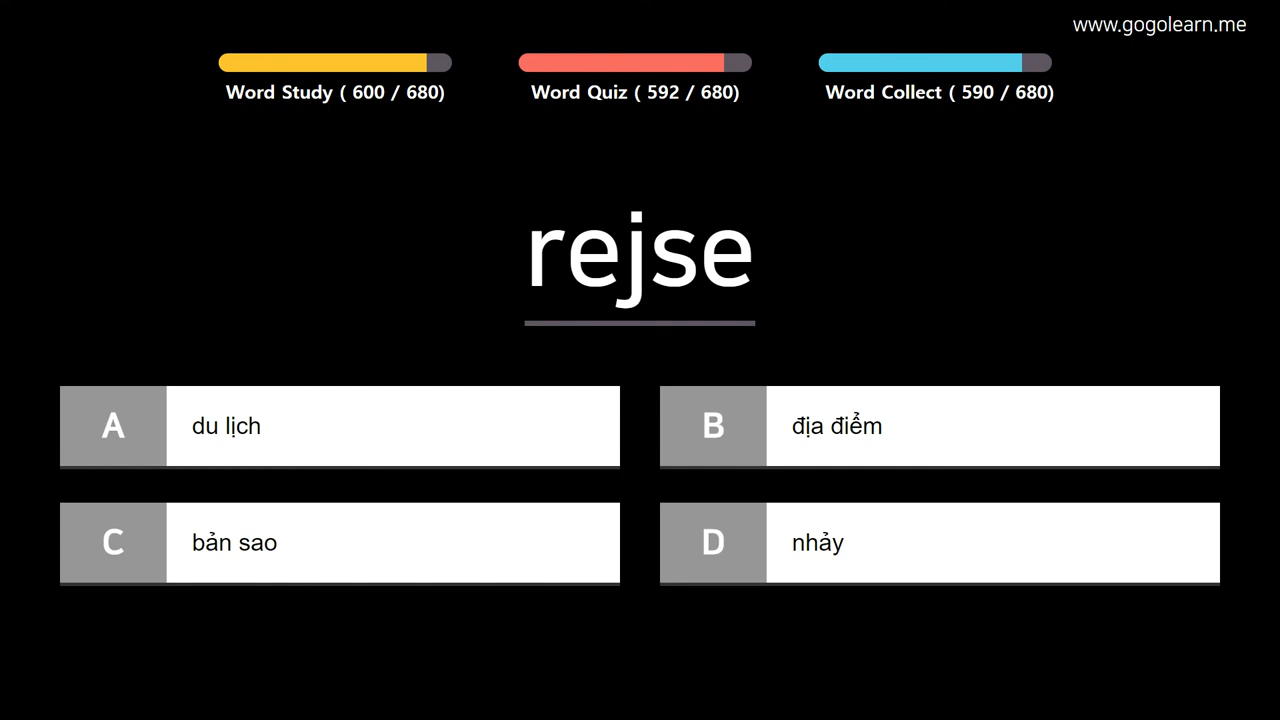 www.gogolearn.me
Word Study ( 600 / 680)
Word Quiz ( 592 / 680)
Word Collect ( 590 / 680)
rejse
A du lịch
B địa điểm
C bản sao
D nhảy